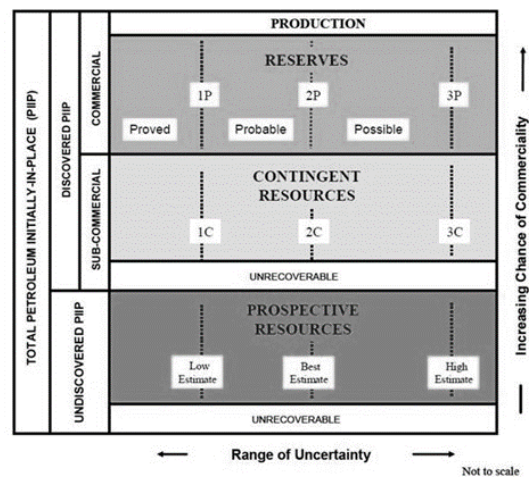 TOTAL PETROLEUM INITIALLY-IN-PLACE (PIIP)
DISCOVERED PIIP
UNDISCOVERED PIIP
COMMERCIAL
SUB-COMMERCIAL
PRODUCTION
RESERVES
1P 2P 3P
Proved Probable Possible
CONTINGENT
RESOURCES
1C 2C 3C
UNRECOVERABLE
PROSPECTIVE
RESOURCES
Low
Estimate
Best
Estimate
High
Estimate
UNRECOVERABLE
Increasing Chance of Commerciality
Range of Uncertainty
Not to scale